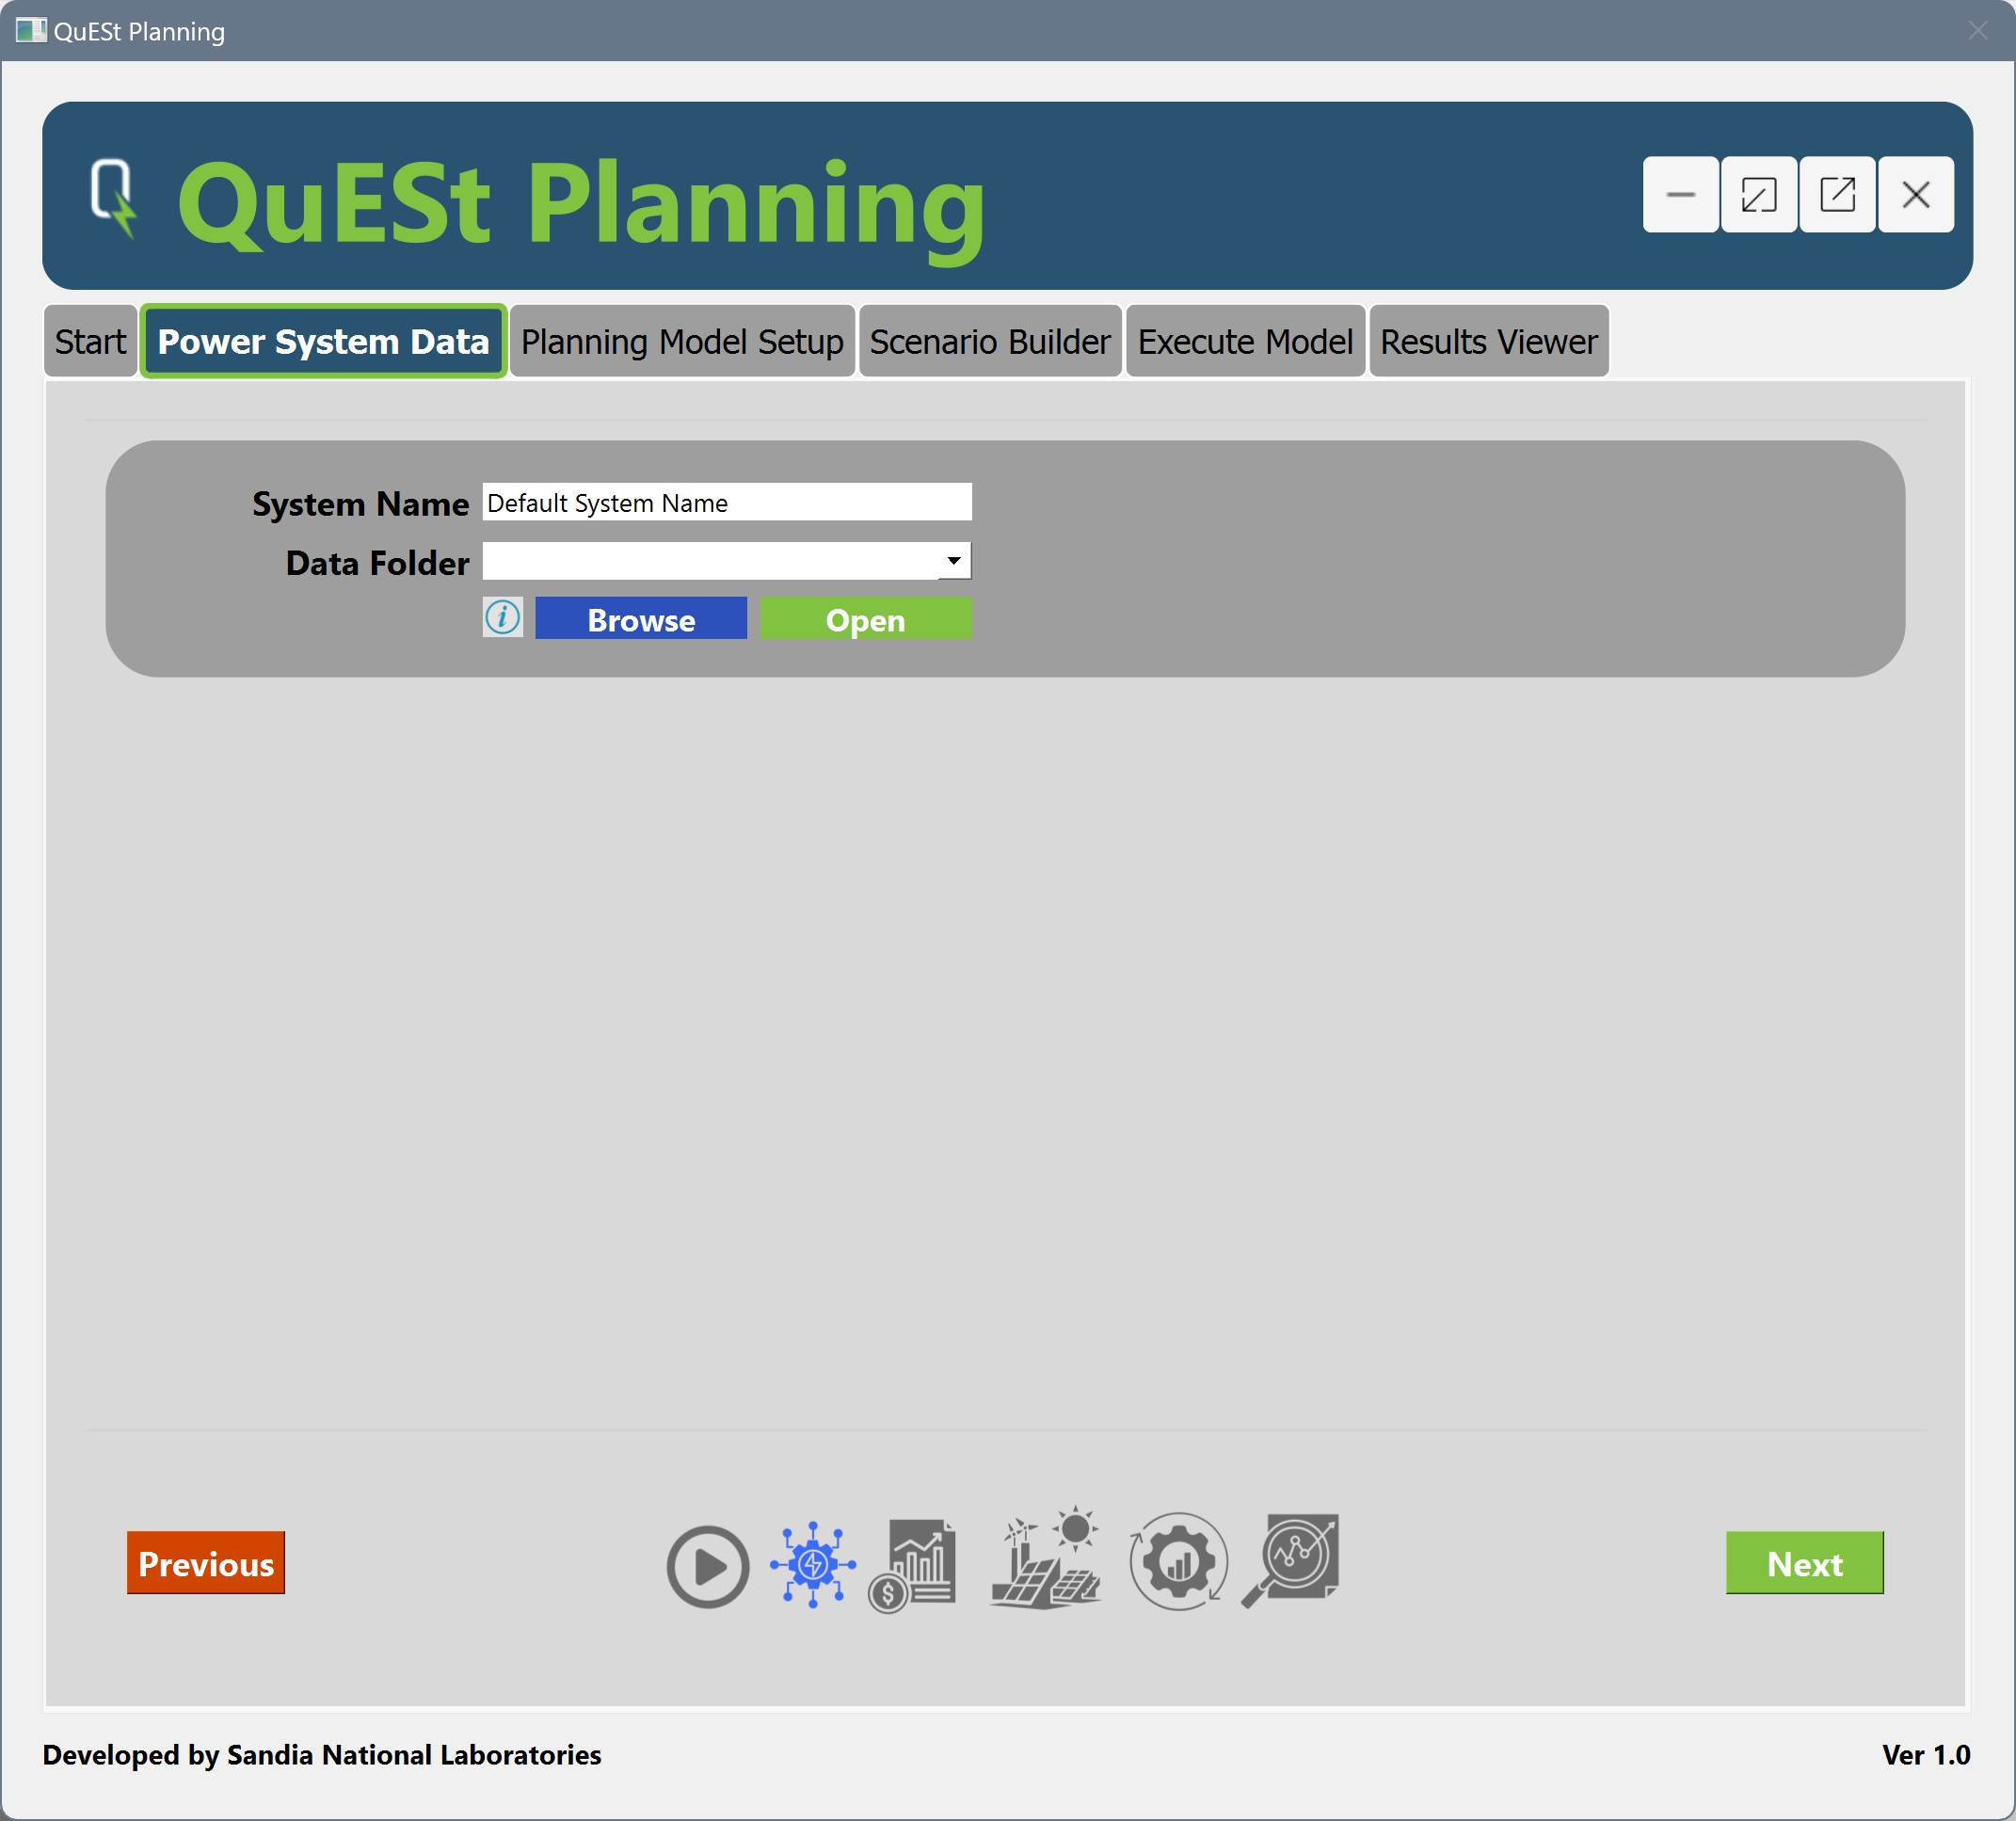 QuESt Planning
QuESt Planning
Start Power System Data Planning Model Setup Scenario Builder Execute Model Results Viewer
System Name Default System Name
Data Folder
i Browse Open
Previous $ Next
Developed by Sandia National Laboratories Ver 1.0